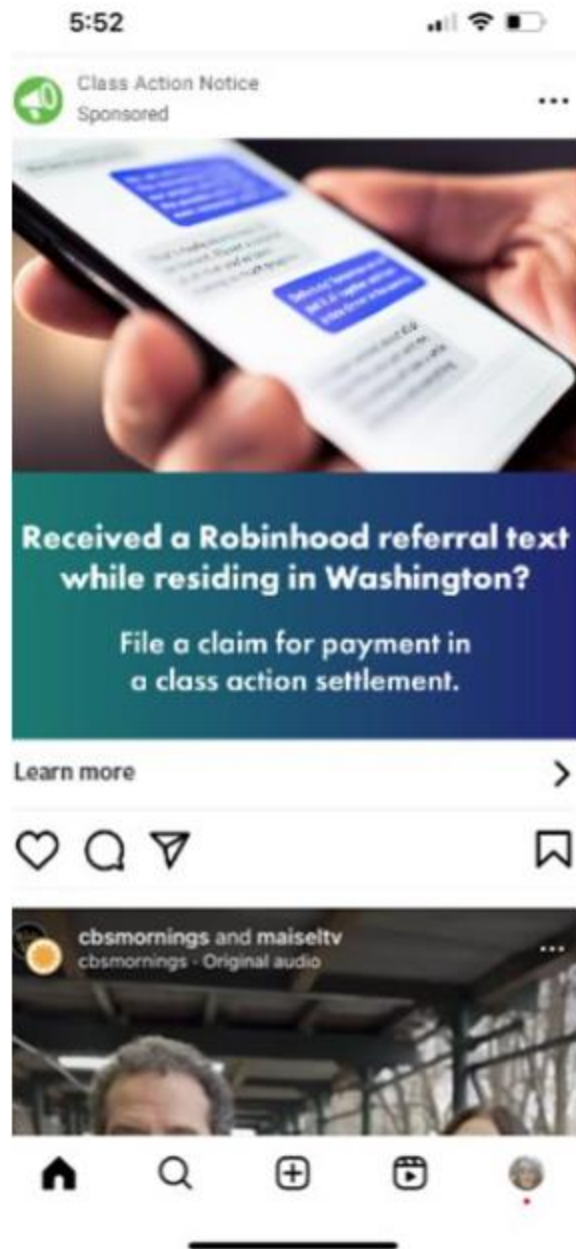 5:52
Class Action Notice
Sponsored
Received a Robinhood referral text
while residing in Washington?
File a claim for payment in
a class action settlement.
Learn more
cbsmornings and maiseltv
cbsmornings · Original audio